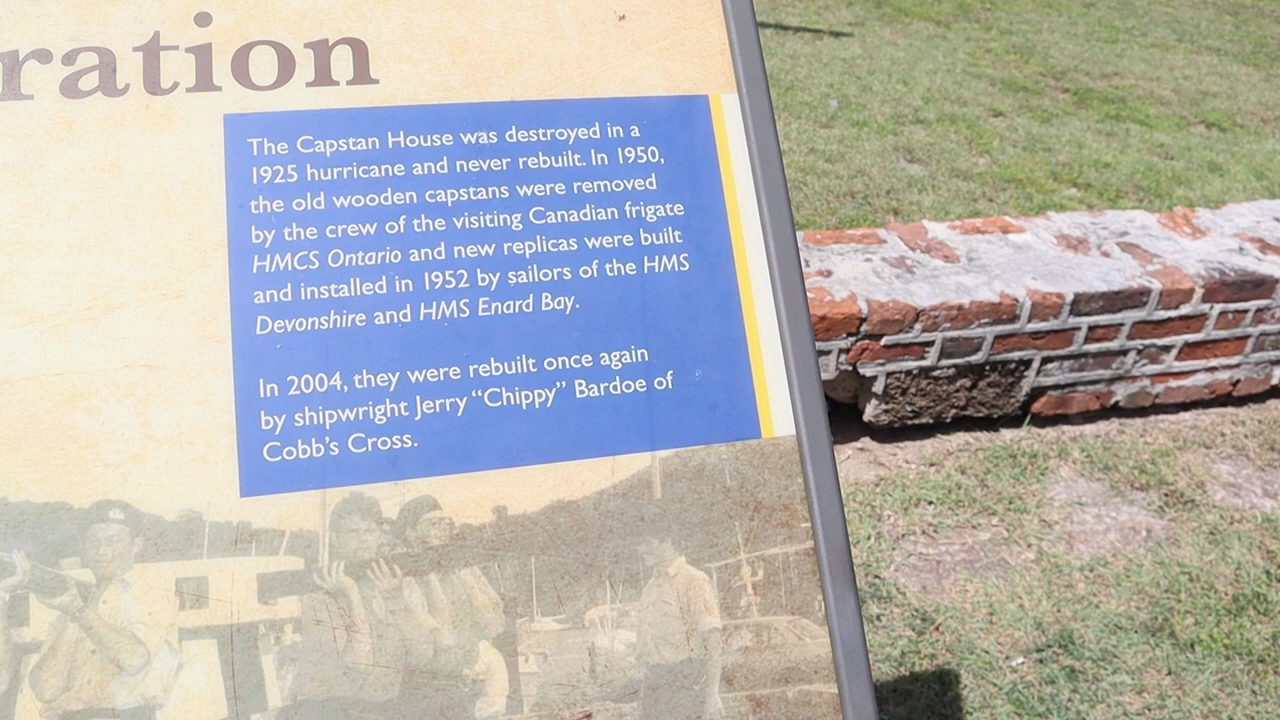 ration
The Capstan House was destroyed in a
1925 hurricane and never rebuilt. In 1950,
the old wooden capstans were removed
by the crew of the visiting Canadian frigate
HMCS Ontario and new replicas were built
and installed in 1952 by sailors of the HMS
Devonshire and HMS Enard Bay.
In 2004, they were rebuilt once again
by shipwright Jerry “Chippy” Bardoe of
Cobb’s Cross.